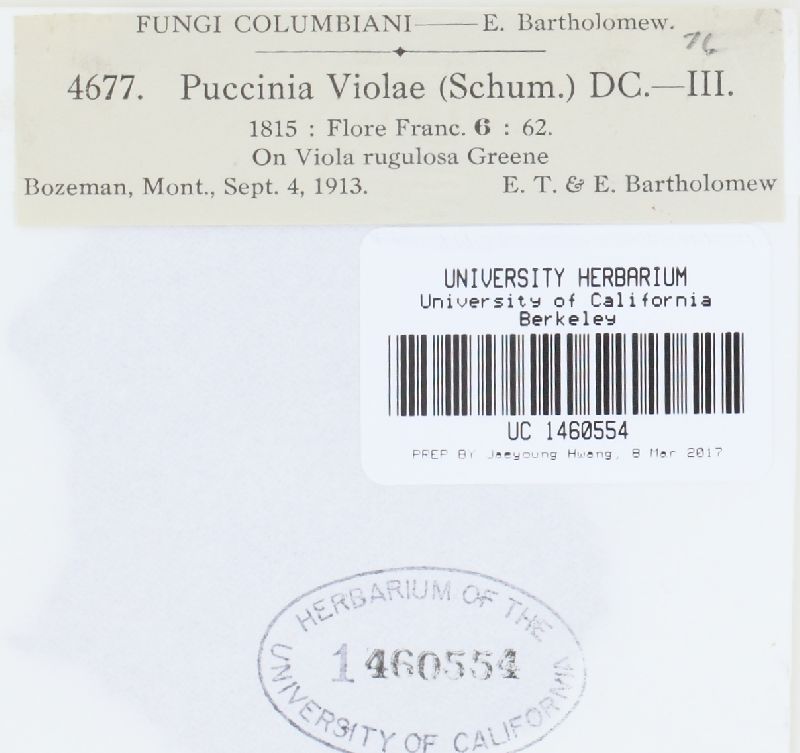 FUNGI COLUMBIANI——E. Bartholomew.
76
4677. Puccinia Violae (Schum.) DC.—III.
1815 : Flore Franc. 6 : 62.
On Viola rugulosa Greene
Bozeman, Mont., Sept. 4, 1913. E. T. & E. Bartholomew
UNIVERSITY HERBARIUM
University of California
Berkeley
UC 1460554
PREP BY Jaeyoung Hwang, 8 Mar 2017
HERBARIUM OF THE
1460554
UNIVERSITY OF CALIFORNIA